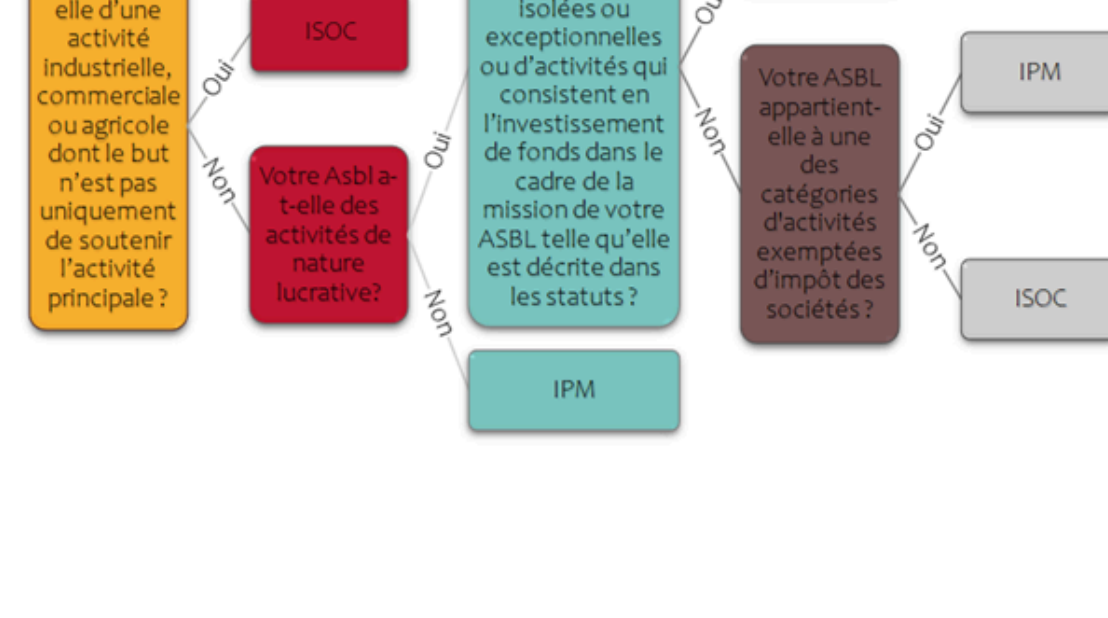 elle d'une
activité
industrielle,
commerciale
ou agricole
dont le but
n'est pas
uniquement
de soutenir
l'activité
principale ?
Oui
Non
ISOC
Votre Asbl a-
t-elle des
activités de
nature
lucrative?
Oui
Non
isolées ou
exceptionnelles
ou d'activités qui
consistent en
l'investissement
de fonds dans le
cadre de la
mission de votre
ASBL telle qu'elle
est décrite dans
les statuts ?
IPM
Non
Votre ASBL
appartient-
elle à une
des
catégories
d'activités
exemptées
d'impôt des
sociétés ?
Oui
Non
IPM
ISOC